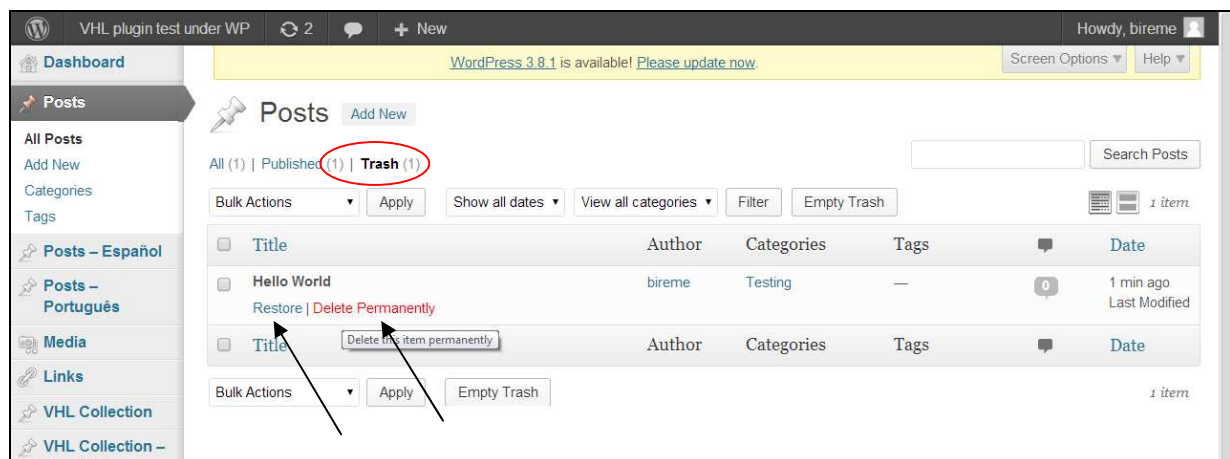 VHL plugin test under WP 2 + New Howdy, bireme
WordPress 3.8.1 is available! Please update now.
Screen Options Help
Dashboard
Posts
All Posts
Add New
Categories
Tags
Posts – Español
Posts –
Português
Media
Links
VHL Collection
VHL Collection –
Posts Add New
All (1) | Published (1) | Trash (1)
Search Posts
Bulk Actions Apply Show all dates View all categories Filter Empty Trash 1 item
Title Author Categories Tags Date
Hello World bireme Testing — 0 1 min ago
Restore | Delete Permanently Last Modified
Delete this item permanently
Title Author Categories Tags Date
Bulk Actions Apply Empty Trash 1 item